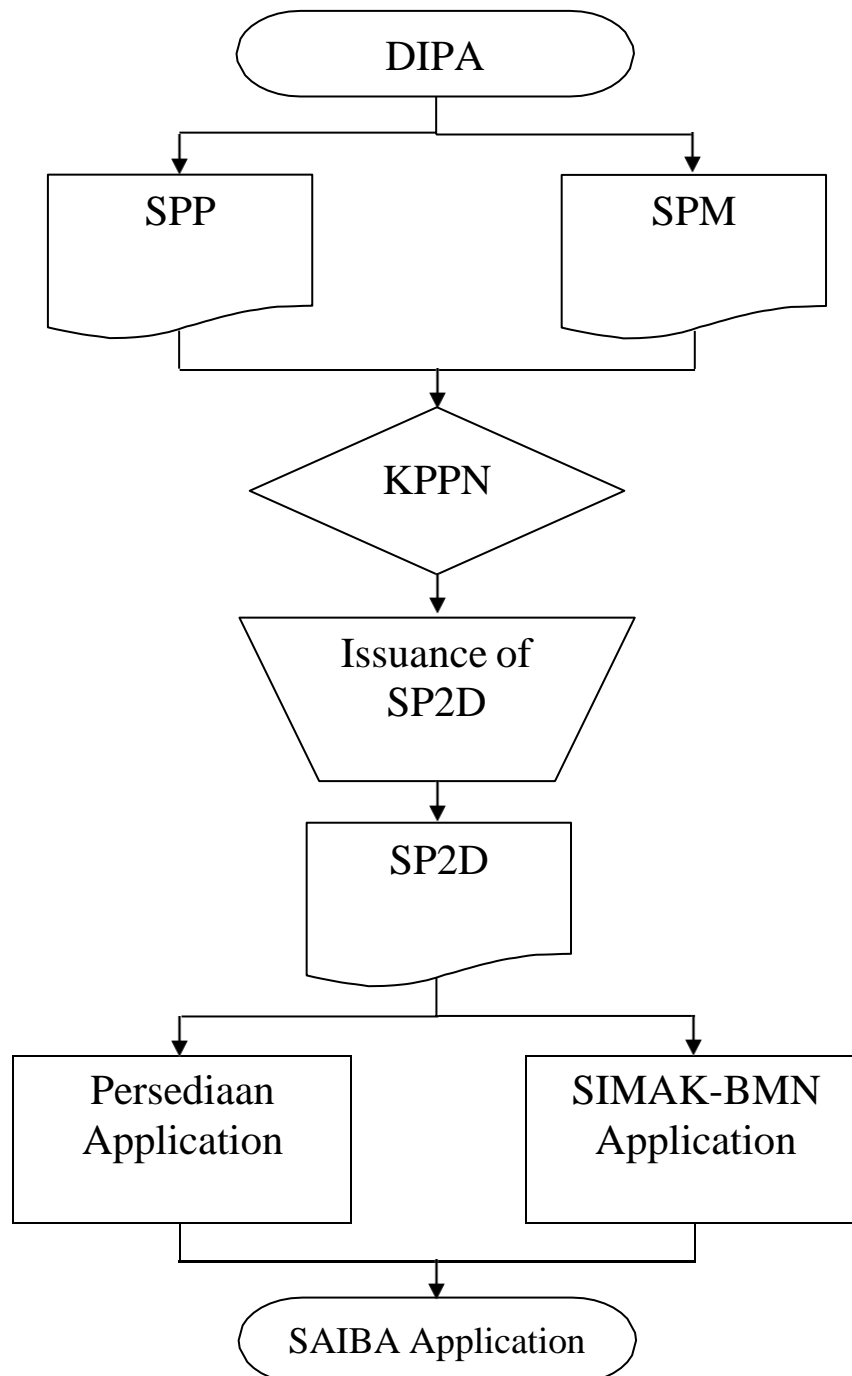 DIPA
SPP
SPM
KPPN
Issuance of
SP2D
SP2D
Persediaan
Application
SIMAK-BMN
Application
SAIBA Application